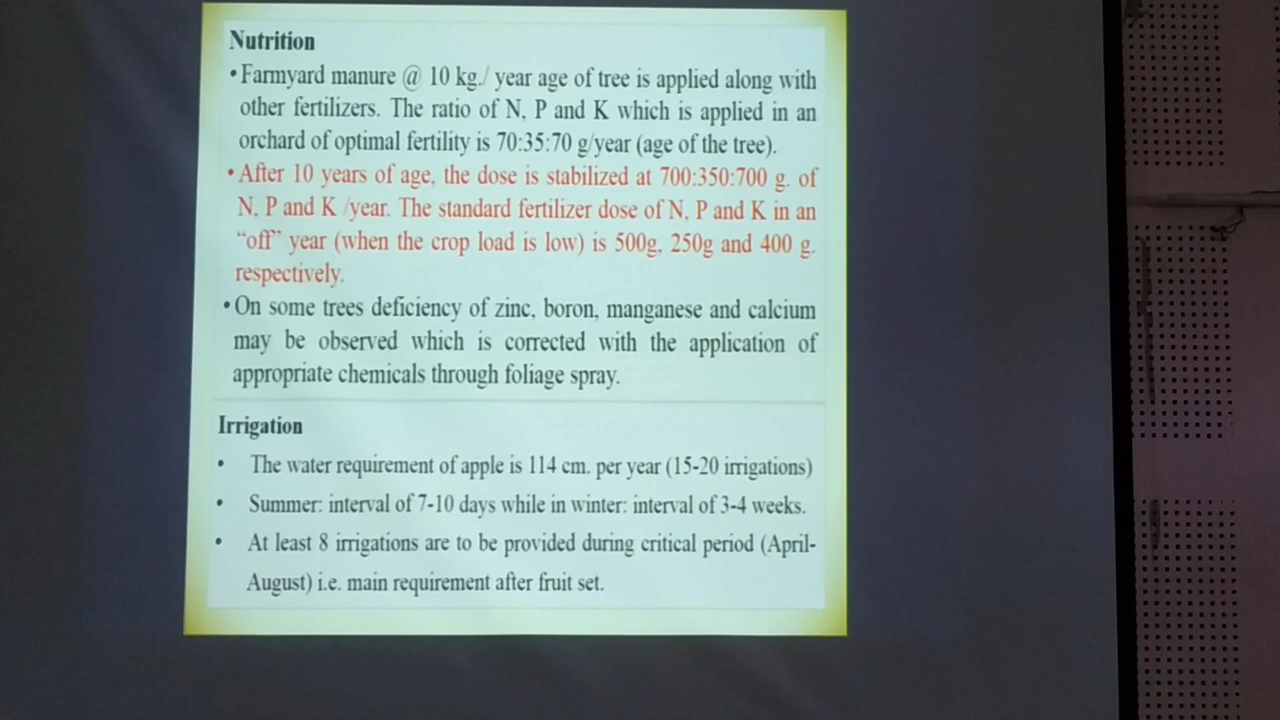 Nutrition
•Farmyard manure @ 10 kg./ year age of tree is applied along with
other fertilizers. The ratio of N, P and K which is applied in an
orchard of optimal fertility is 70:35:70 g/year (age of the tree).
•After 10 years of age, the dose is stabilized at 700:350:700 g. of
N, P and K /year. The standard fertilizer dose of N, P and K in an
“off” year (when the crop load is low) is 500g, 250g and 400 g.
respectively.
•On some trees deficiency of zinc, boron, manganese and calcium
may be observed which is corrected with the application of
appropriate chemicals through foliage spray.
Irrigation
• The water requirement of apple is 114 cm. per year (15-20 irrigations)
• Summer: interval of 7-10 days while in winter: interval of 3-4 weeks.
• At least 8 irrigations are to be provided during critical period (April-
August) i.e. main requirement after fruit set.